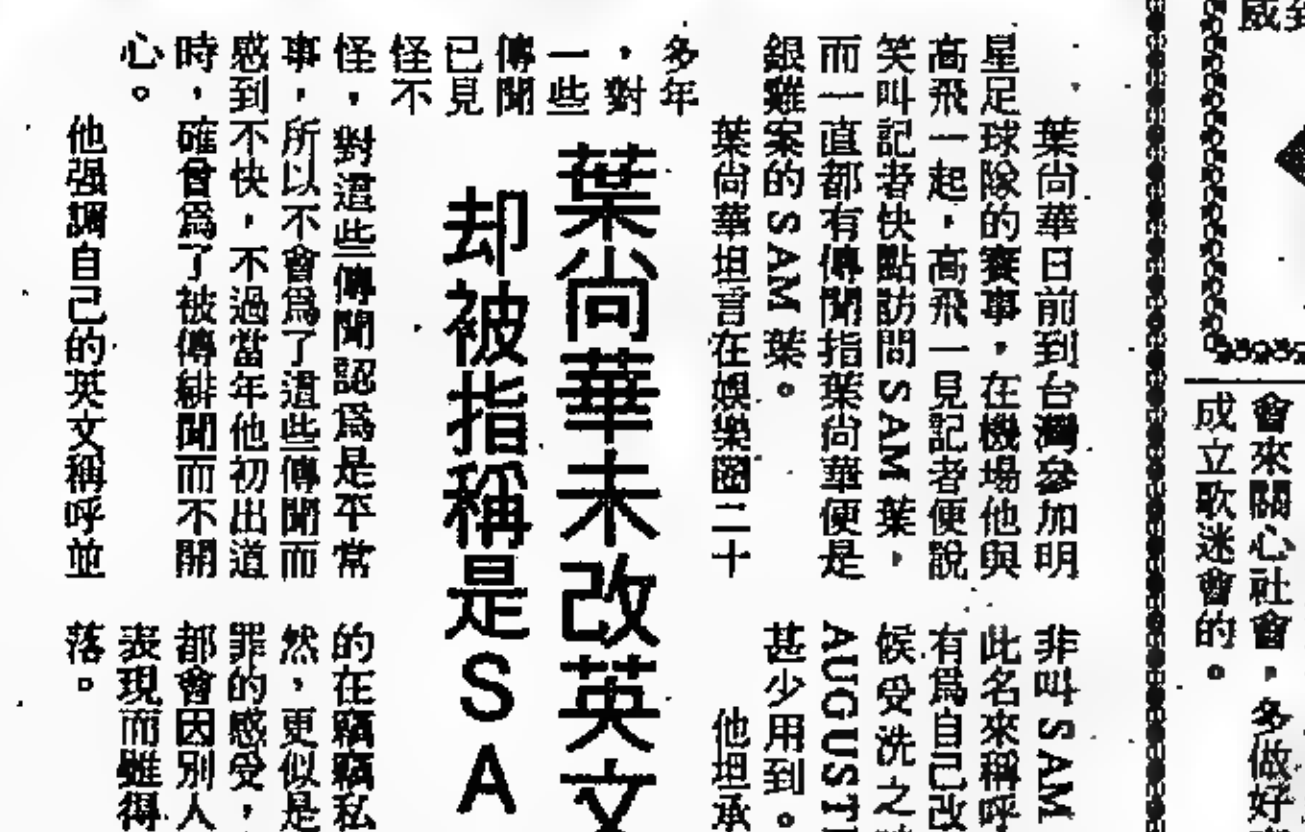 葉尚華未改英文
却被指稱是SA
葉尚華日前到台灣參加明
星足球隊的賽事，在機場他與
高飛一起，高飛一見記者便說
笑叫記者快點訪問SAM葉，
而一直都有傳聞指葉尚華便是
銀雞案的SAM葉。
葉尚華坦言在娛樂圈二十
多年
，對
一些
傳聞
已見
怪不
怪，對這些傳聞認爲是平常
事，所以不會爲了這些傳聞而
感到不快，不過當年他初出道
時，確會爲了被傳緋聞而不開
心。
他强調自己的英文稱呼並
非叫SAM
此名來稱呼
有爲自己改
候受洗之
AUGUST
甚少用到。
他坦承
的在竊竊私
然，更似是
罪的感受，
都會因別人
表現而雖得
落。
會來關心社會，多做好
成立歌迷會的。